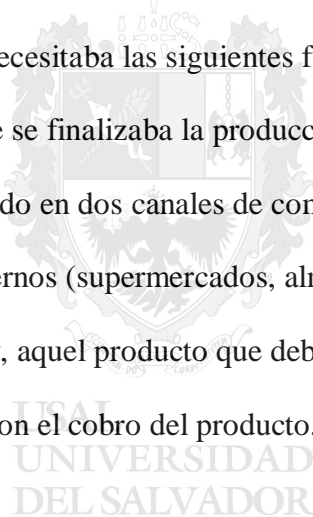 ecesitaba las siguientes f
e se finalizaba la producc
do en dos canales de con
ernos (supermercados, alr
, aquel producto que deb
on el cobro del producto.
USAL
UNIVERSIDAD
DEL SALVADOR